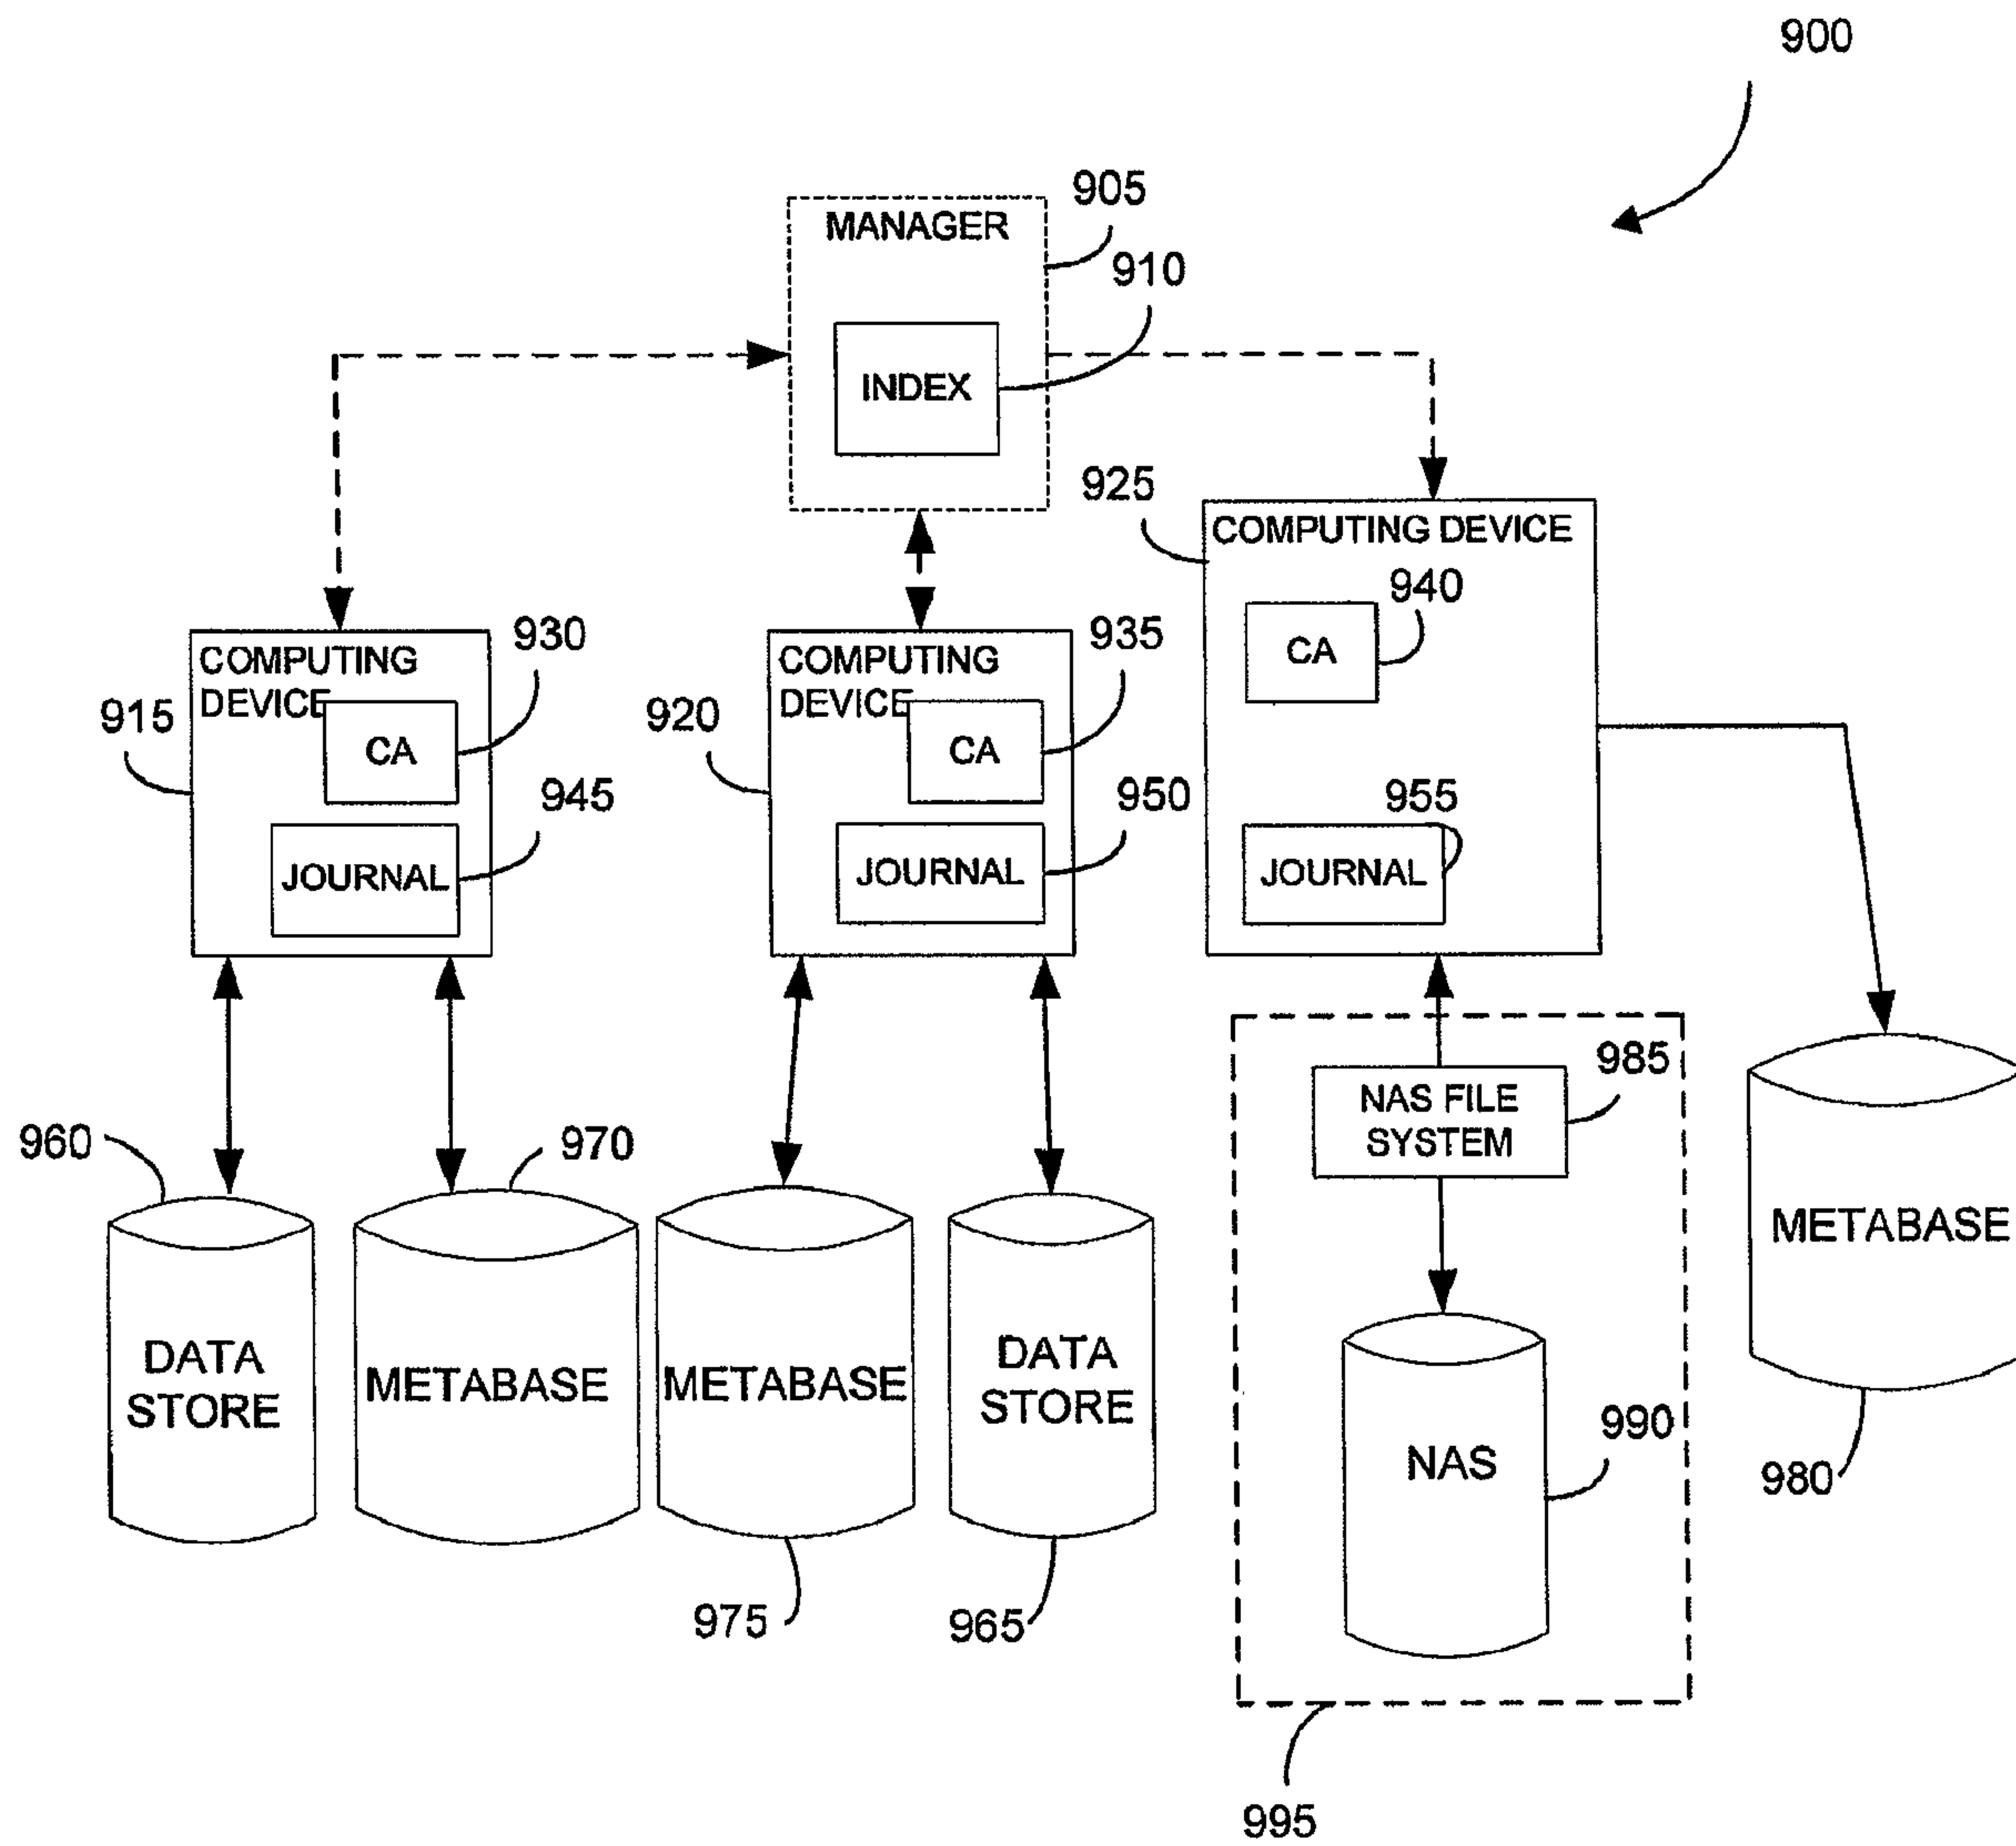 900
905
MANAGER
910
INDEX
925
COMPUTING DEVICE
940
CA
930
COMPUTING
DEVICE
915
CA
935
COMPUTING
DEVICE
920
CA
945
JOURNAL
950
JOURNAL
955
JOURNAL
985
NAS FILE
SYSTEM
960
970
METABASE
DATA
STORE
METABASE
METABASE
DATA
STORE
990
NAS
980
975
965
995